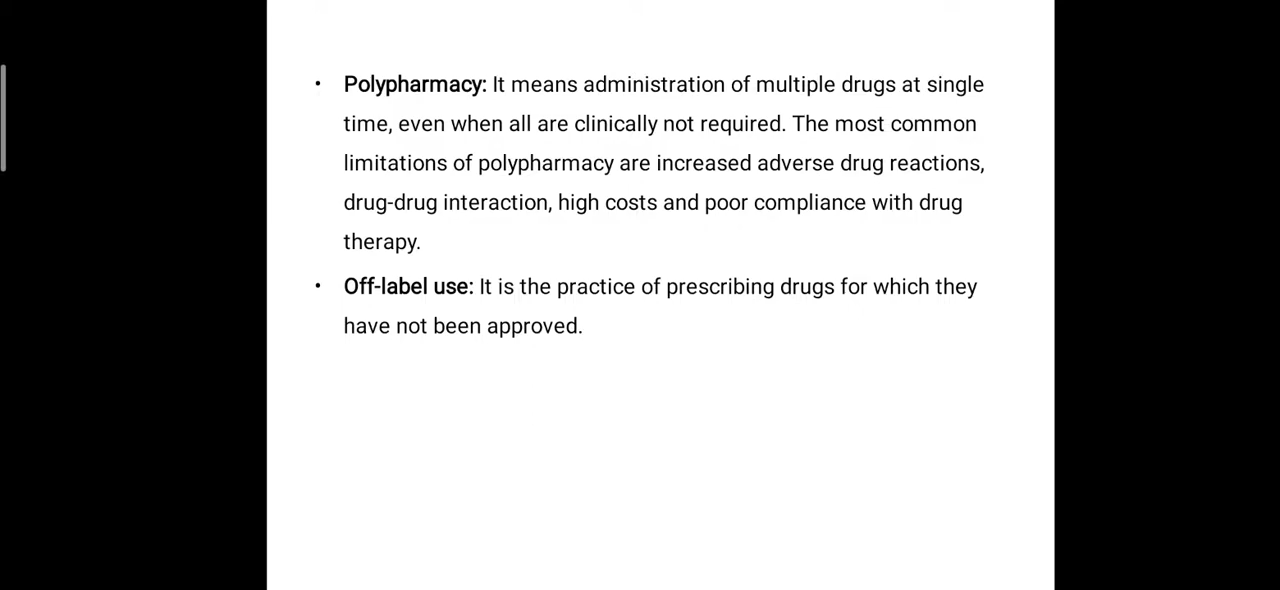 • Polypharmacy: It means administration of multiple drugs at single
time, even when all are clinically not required. The most common
limitations of polypharmacy are increased adverse drug reactions,
drug-drug interaction, high costs and poor compliance with drug
therapy.
• Off-label use: It is the practice of prescribing drugs for which they
have not been approved.